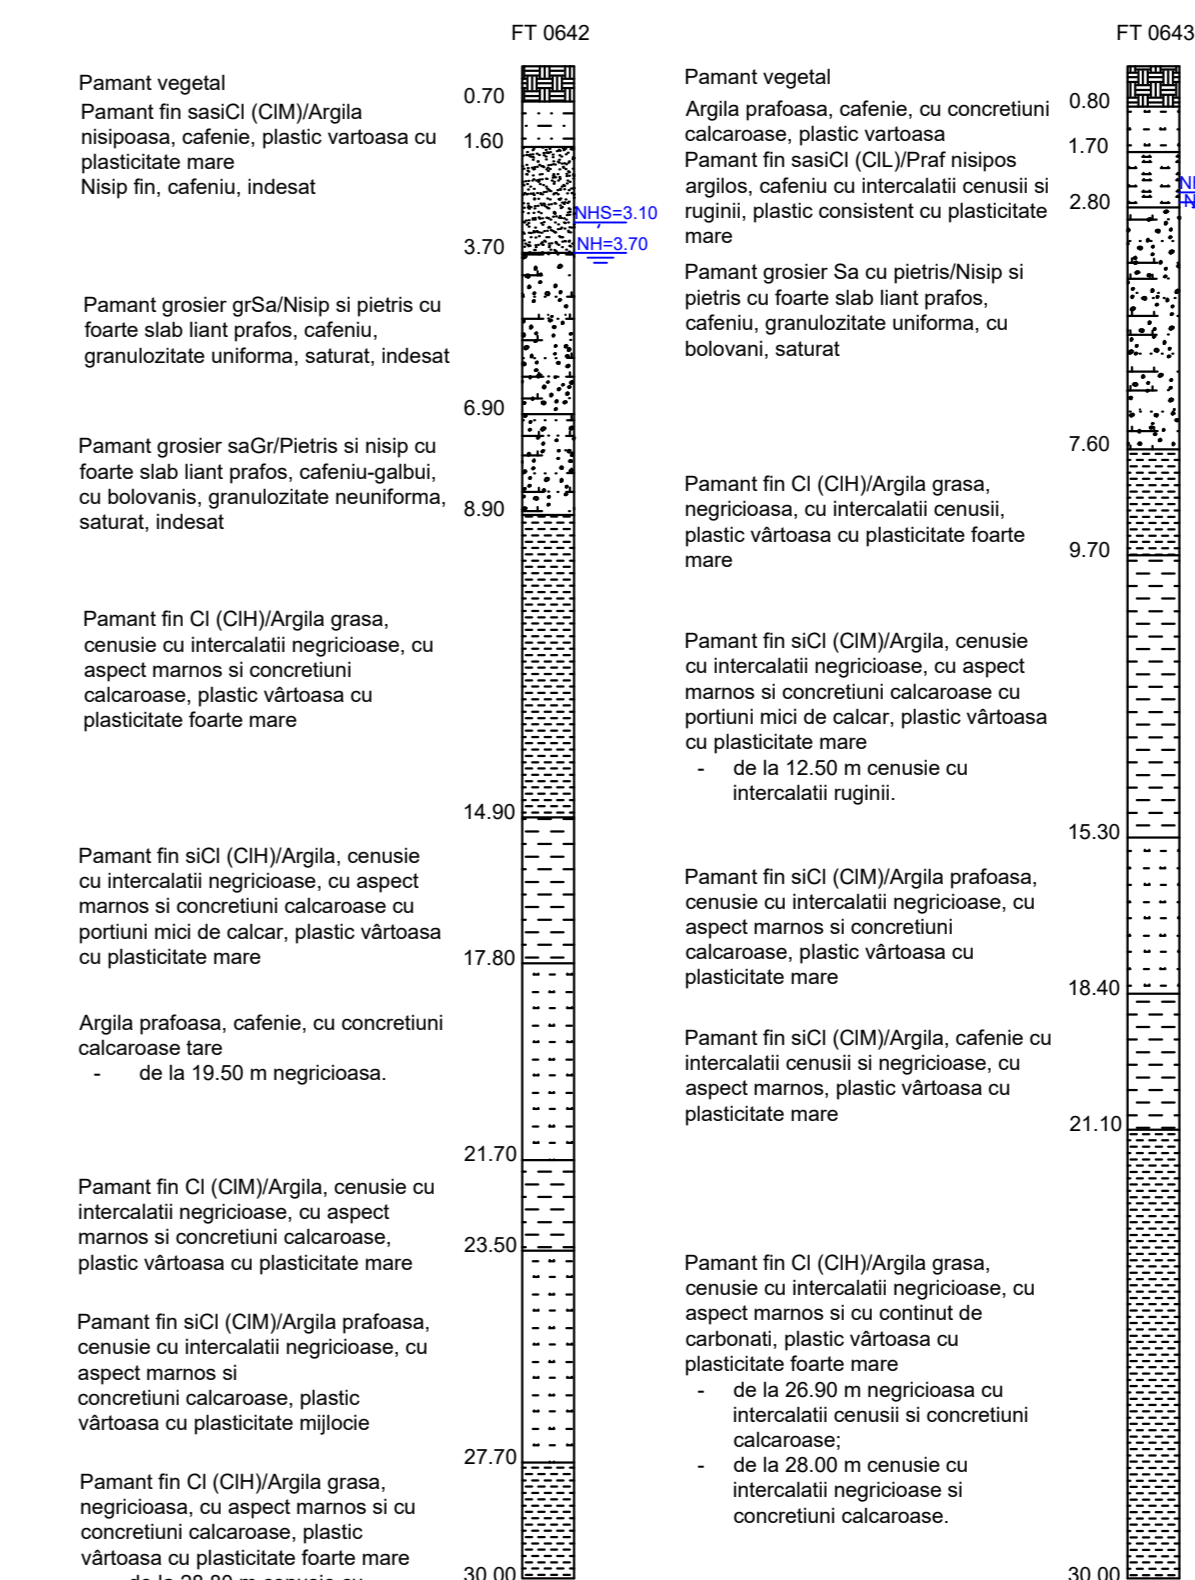 FT 0642
Pamant vegetal
0.70
Pamant fin sasiCl (ClM)/Argila
nisipoasa, cafenie, plastic vartoasa cu
plasticitate mare
1.60
Nisip fin, cafeniu, indesat
NHS=3.10
3.70
NH=3.70
Pamant grosier grSa/Nisip si pietris cu
foarte slab liant prafos, cafeniu,
granulozitate uniforma, saturat, indesat
6.90
Pamant grosier saGr/Pietris si nisip cu
foarte slab liant prafos, cafeniu-galbui,
cu bolovanis, granulozitate neuniforma,
saturat, indesat
8.90
Pamant fin Cl (ClH)/Argila grasa,
cenusie cu intercalatii negricioase, cu
aspect marnos si concretiuni
calcaroase, plastic vârtoasa cu
plasticitate foarte mare
14.90
Pamant fin siCl (ClH)/Argila, cenusie
cu intercalatii negricioase, cu aspect
marnos si concretiuni calcaroase cu
portiuni mici de calcar, plastic vârtoasa
cu plasticitate mare
17.80
Argila prafoasa, cafenie, cu concretiuni
calcaroase tare
- de la 19.50 m negricioasa.
21.70
Pamant fin Cl (ClM)/Argila, cenusie cu
intercalatii negricioase, cu aspect
marnos si concretiuni calcaroase,
plastic vârtoasa cu plasticitate mare
23.50
Pamant fin siCl (ClM)/Argila prafoasa,
cenusie cu intercalatii negricioase, cu
aspect marnos si
concretiuni calcaroase, plastic
vârtoasa cu plasticitate mijlocie
27.70
Pamant fin Cl (ClH)/Argila grasa,
negricioasa, cu aspect marnos si cu
concretiuni calcaroase, plastic
vârtoasa cu plasticitate foarte mare
de la 28.80 m cenusie cu
30.00
FT 0643
Pamant vegetal
0.80
Argila prafoasa, cafenie, cu concretiuni
calcaroase, plastic vartoasa
1.70
Pamant fin sasiCl (ClL)/Praf nisipos
argilos, cafeniu cu intercalatii cenusii si
ruginii, plastic consistent cu plasticitate
mare
2.80
Pamant grosier Sa cu pietris/Nisip si
pietris cu foarte slab liant prafos,
cafeniu, granulozitate uniforma, cu
bolovani, saturat
7.60
Pamant fin Cl (ClH)/Argila grasa,
negricioasa, cu intercalatii cenusii,
plastic vârtoasa cu plasticitate foarte
mare
9.70
Pamant fin siCl (ClM)/Argila, cenusie
cu intercalatii negricioase, cu aspect
marnos si concretiuni calcaroase cu
portiuni mici de calcar, plastic vârtoasa
cu plasticitate mare
- de la 12.50 m cenusie cu
intercalatii ruginii.
15.30
Pamant fin siCl (ClM)/Argila prafoasa,
cenusie cu intercalatii negricioase, cu
aspect marnos si concretiuni
calcaroase, plastic vârtoasa cu
plasticitate mare
18.40
Pamant fin siCl (ClM)/Argila, cafenie cu
intercalatii cenusii si negricioase, cu
aspect marnos, plastic vârtoasa cu
plasticitate mare
21.10
Pamant fin Cl (ClH)/Argila grasa,
cenusie cu intercalatii negricioase, cu
aspect marnos si cu continut de
carbonati, plastic vârtoasa cu
plasticitate foarte mare
- de la 26.90 m negricioasa cu
intercalatii cenusii si concretiuni
calcaroase;
- de la 28.00 m cenusie cu
intercalatii negricioase si
concretiuni calcaroase.
30.00